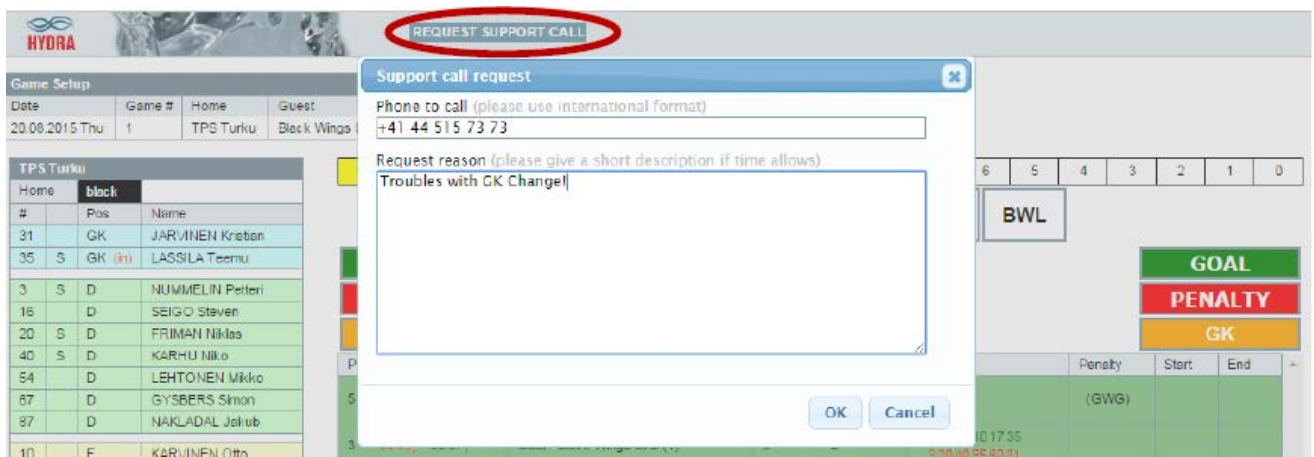 HYDRA
REQUEST SUPPORT CALL
Support call request
Phone to call (please use international format)
+41 44 515 73 73
Request reason (please give a short description if time allows)
Troubles with GK Change!
OK Cancel
Game Setup
Date Game # Home Guest
20.08.2015 Thu 1 TPS Turku Black Wings
TPS Turku
Home black
# Pos Name
31 GK JARVINEN Kristian
35 S GK (in) LASSILA Teemu
3 S D NUMMELIN Petteri
16 D SEIGO Steven
20 S D FRIMAN Niklas
40 S D KARHU Niko
54 D LEHTONEN Mikko
67 D GYSBERS Simon
87 D NAKLADAL Jakub
10 F KARVINEN Otto
6 5 4 3 2 1 0
BWL
GOAL
PENALTY
GK
P Penalty Start End
5 (GWG)
3